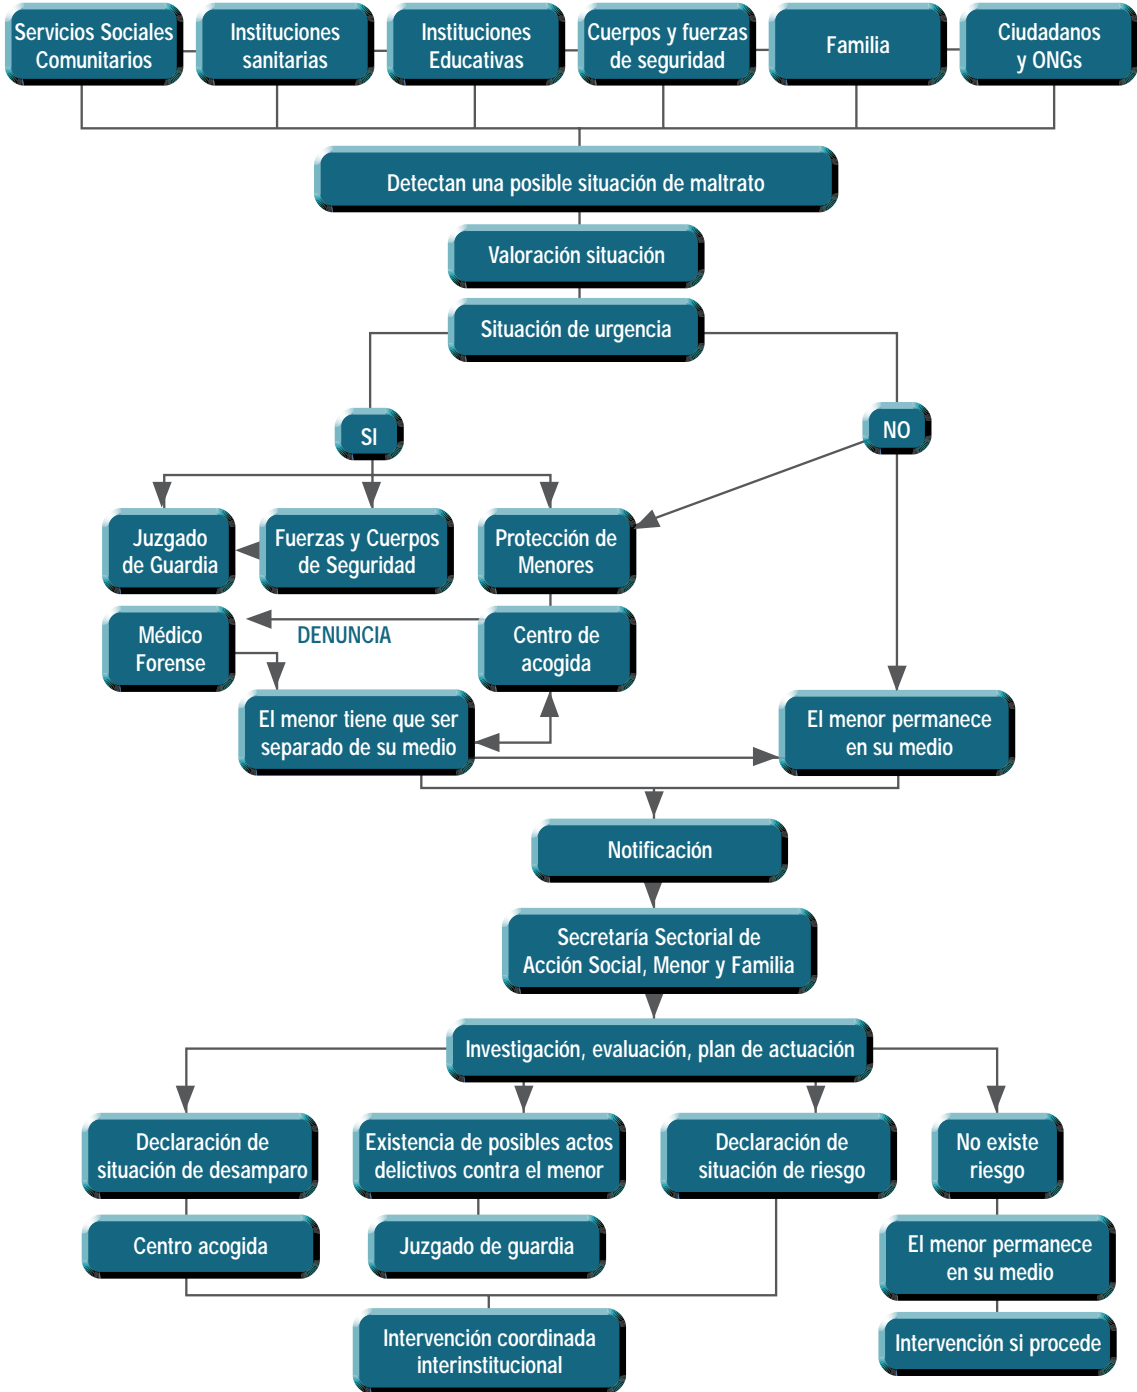 Servicios Sociales
Comunitarios
Instituciones
sanitarias
Instituciones
Educativas
Cuerpos y fuerzas
de seguridad
Familia
Ciudadanos
y ONGs
Detectan una posible situación de maltrato
Valoración situación
Situación de urgencia
SI
NO
Juzgado
de Guardia
Fuerzas y Cuerpos
de Seguridad
Protección de
Menores
Médico
Forense
DENUNCIA
Centro de
acogida
El menor tiene que ser
separado de su medio
El menor permanece
en su medio
Notificación
Secretaría Sectorial de
Acción Social, Menor y Familia
Investigación, evaluación, plan de actuación
Declaración de
situación de desamparo
Existencia de posibles actos
delictivos contra el menor
Declaración de
situación de riesgo
No existe
riesgo
Centro acogida
Juzgado de guardia
El menor permanece
en su medio
Intervención coordinada
interinstitucional
Intervención si procede